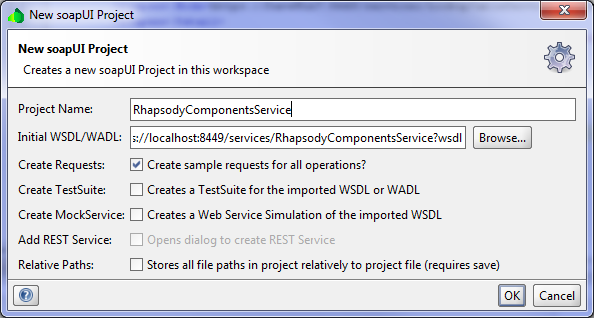 New soapUI Project
New soapUI Project
Creates a new soapUI Project in this workspace
Project Name: RhapsodyComponentsService
Initial WSDL/WADL: s://localhost:8449/services/RhapsodyComponentsService?wsdl Browse...
Create Requests: Create sample requests for all operations?
Create TestSuite: Creates a TestSuite for the imported WSDL or WADL
Create MockService: Creates a Web Service Simulation of the imported WSDL
Add REST Service: Opens dialog to create REST Service
Relative Paths: Stores all file paths in project relatively to project file (requires save)
? OK Cancel